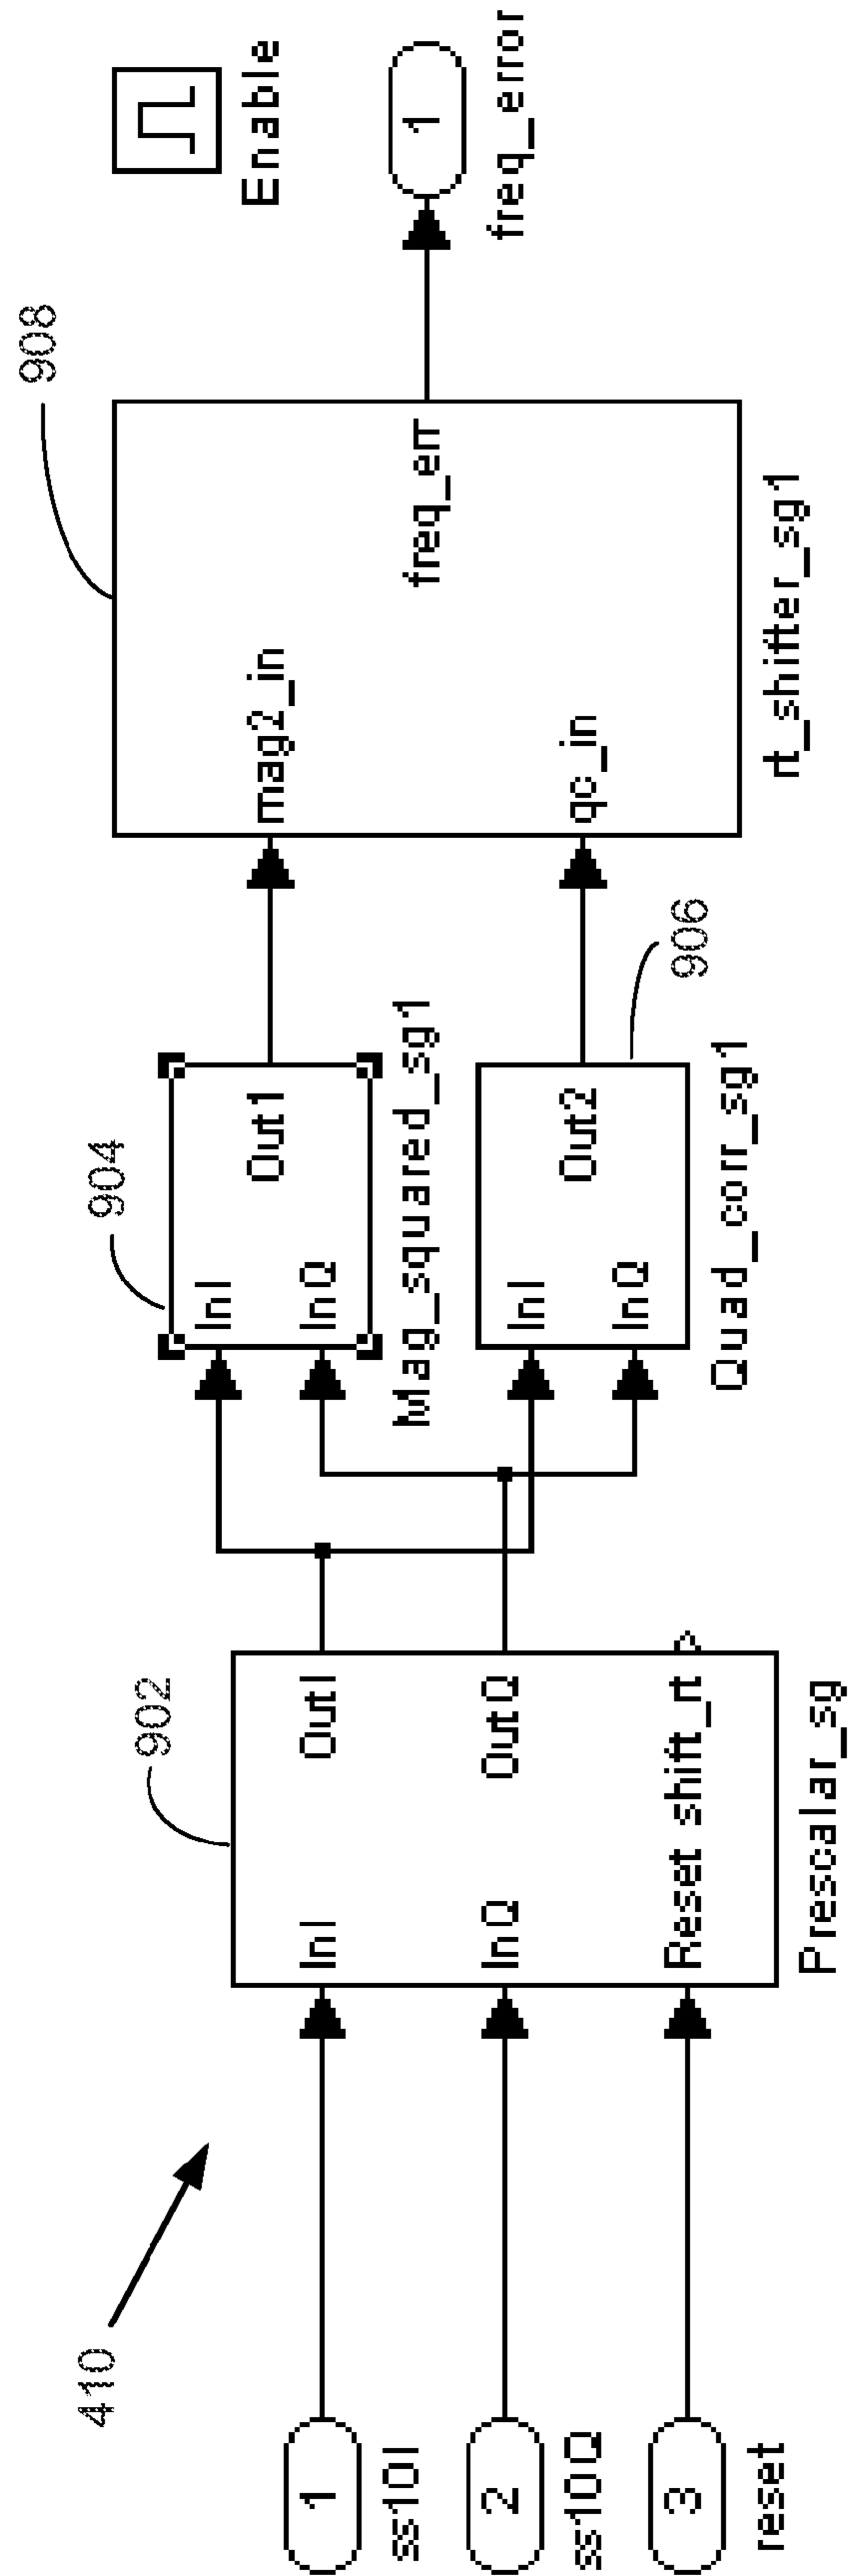 410
1
ss10I
2
ss10Q
3
reset
902
InI
OutI
InQ
OutQ
Reset
shift_rt
Prescalar_sg
904
InI
Out1
InQ
Mag_squared_sg1
InI
Out2
InQ
906
Quad_corr_sg1
908
mag2_in
freq_err
qc_in
rt_shifter_sg1
Enable
1
freq_error